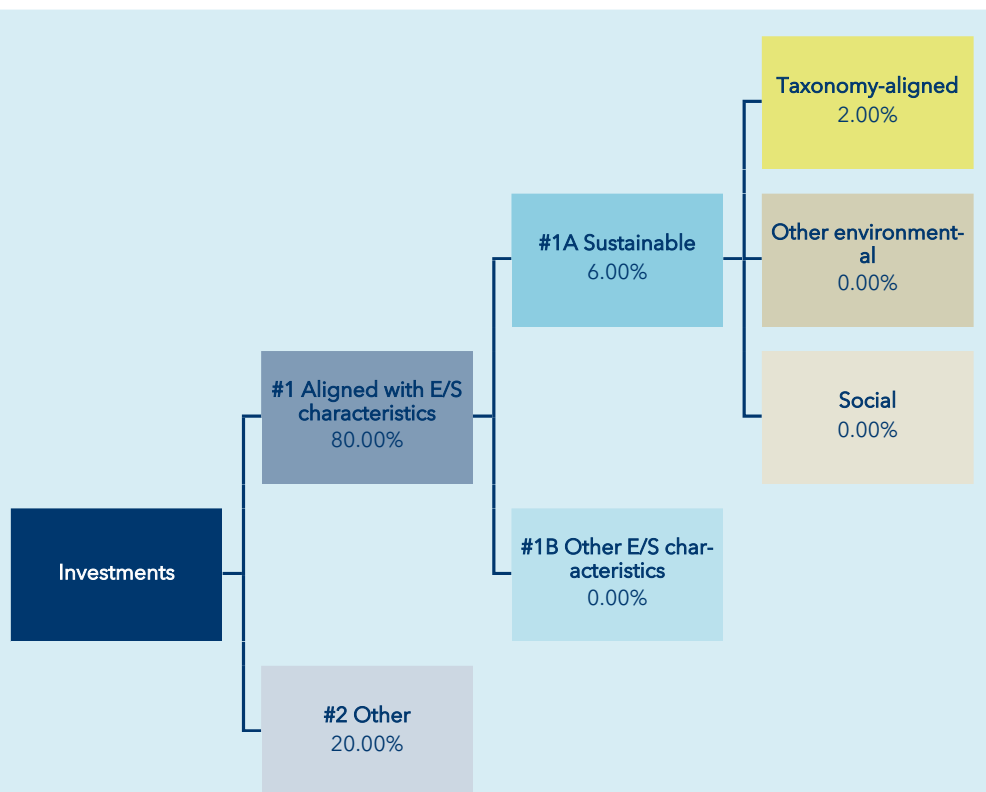 Taxonomy-aligned
2.00%
#1A Sustainable
6.00%
Other environment-
al
0.00%
#1 Aligned with E/S
characteristics
80.00%
Social
0.00%
Investments
#1B Other E/S char-
acteristics
0.00%
#2 Other
20.00%